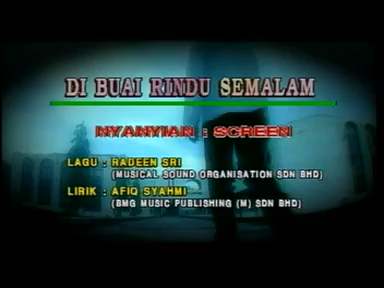 DI BUAI RINDU SEMALAM
NYANYIAN : SCREEN
LAGU : RADEEN SRI
(MUSICAL SOUND ORGANISATION SDN BHD)
LIRIK : AFIQ SYAHMI
(BMG MUSIC PUBLISHING (M) SDN BHD)